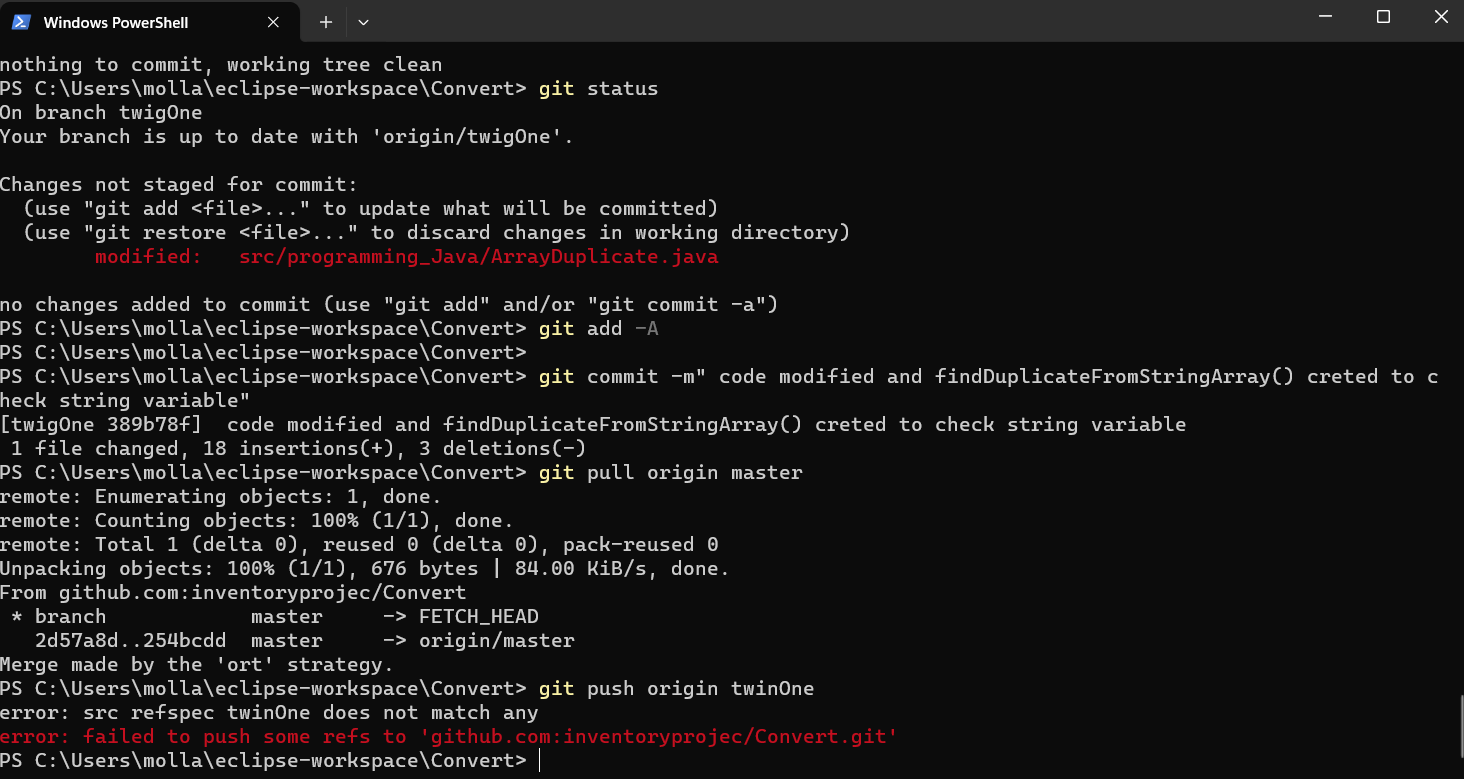 Windows PowerShell
nothing to commit, working tree clean
PS C:\Users\molla\eclipse-workspace\Convert> git status
On branch twigOne
Your branch is up to date with 'origin/twigOne'.
Changes not staged for commit:
  (use "git add <file>..." to update what will be committed)
  (use "git restore <file>..." to discard changes in working directory)
        modified:   src/programming_Java/ArrayDuplicate.java
no changes added to commit (use "git add" and/or "git commit -a")
PS C:\Users\molla\eclipse-workspace\Convert> git add -A
PS C:\Users\molla\eclipse-workspace\Convert>
PS C:\Users\molla\eclipse-workspace\Convert> git commit -m" code modified and findDuplicateFromStringArray() creted to c
heck string variable"
[twigOne 389b78f]  code modified and findDuplicateFromStringArray() creted to check string variable
 1 file changed, 18 insertions(+), 3 deletions(-)
PS C:\Users\molla\eclipse-workspace\Convert> git pull origin master
remote: Enumerating objects: 1, done.
remote: Counting objects: 100% (1/1), done.
remote: Total 1 (delta 0), reused 0 (delta 0), pack-reused 0
Unpacking objects: 100% (1/1), 676 bytes | 84.00 KiB/s, done.
From github.com:inventoryprojec/Convert
 * branch            master     -> FETCH_HEAD
   2d57a8d..254bcdd  master     -> origin/master
Merge made by the 'ort' strategy.
PS C:\Users\molla\eclipse-workspace\Convert> git push origin twinOne
error: src refspec twinOne does not match any
error: failed to push some refs to 'github.com:inventoryprojec/Convert.git'
PS C:\Users\molla\eclipse-workspace\Convert>